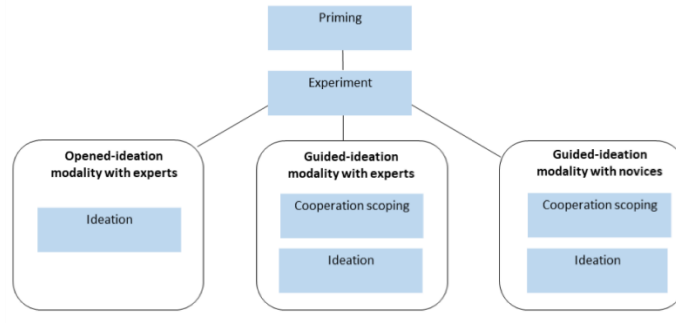 Priming
Experiment
Opened-ideation
modality with experts
Ideation
Guided-ideation
modality with experts
Cooperation scoping
Ideation
Guided-ideation
modality with novices
Cooperation scoping
Ideation